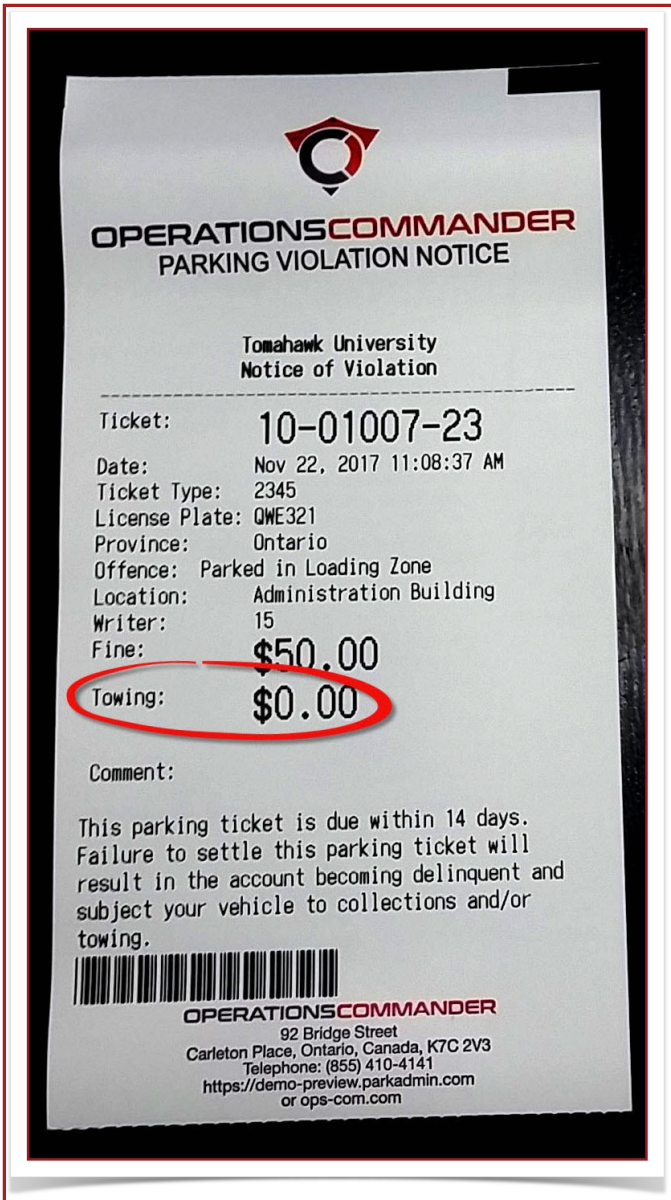 OPERATIONSCOMMANDER
PARKING VIOLATION NOTICE
Tomahawk University
Notice of Violation
Ticket: 10-01007-23
Date: Nov 22, 2017 11:08:37 AM
Ticket Type: 2345
License Plate: QWE321
Province: Ontario
Offence: Parked in Loading Zone
Location: Administration Building
Writer: 15
Fine: $50.00
Towing: $0.00
Comment:
This parking ticket is due within 14 days.
Failure to settle this parking ticket will
result in the account becoming delinquent and
subject your vehicle to collections and/or
towing.
OPERATIONSCOMMANDER
92 Bridge Street
Carleton Place, Ontario, Canada, K7C 2V3
Telephone: (855) 410-4141
https://demo-preview.parkadmin.com
or ops-com.com